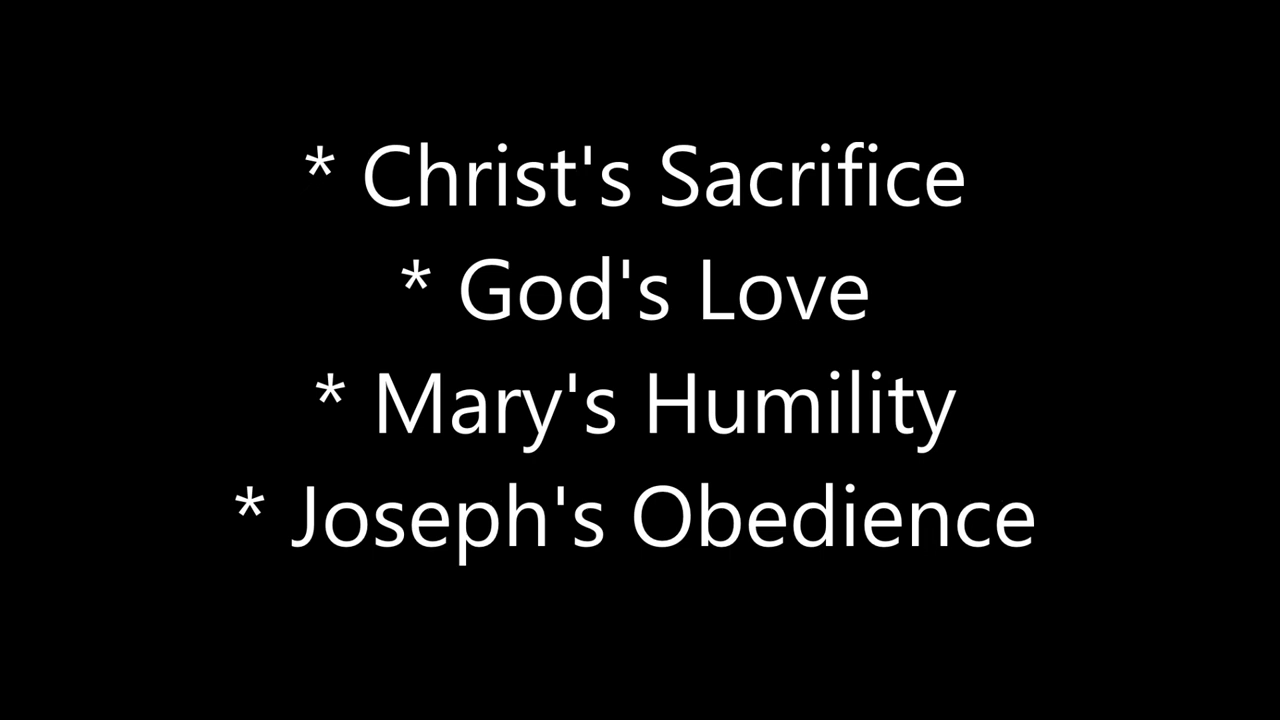 * Christ's Sacrifice
* God's Love
* Mary's Humility
* Joseph's Obedience